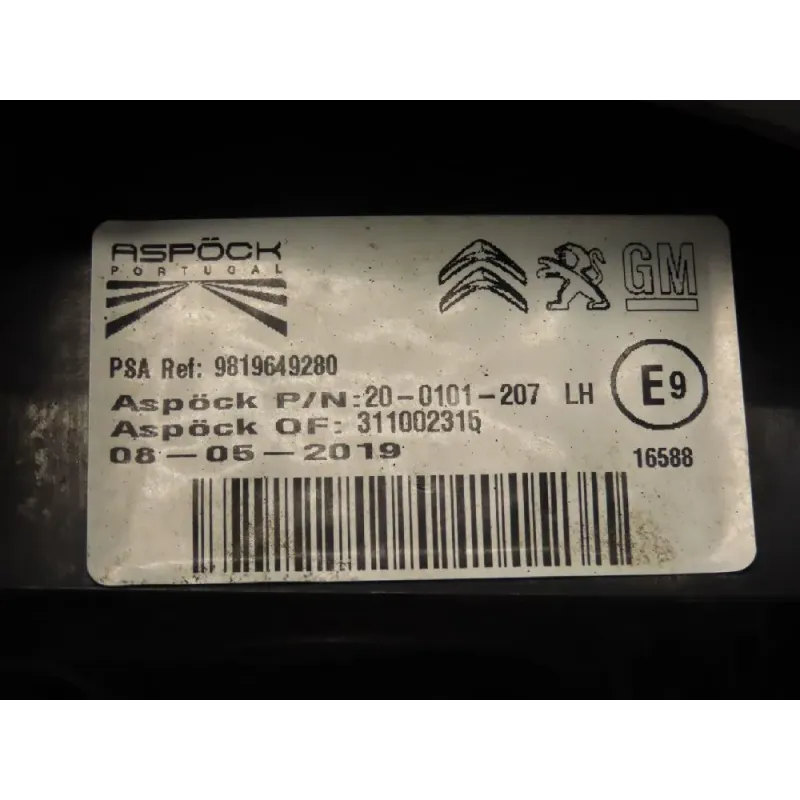 ASPÖCK
PORTUGAL
GM
PSA Ref: 9819649280
Aspöck P/N:20-0101-207 LH
E9
Aspöck OF: 311002315
08-05-2019
16588